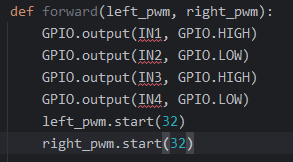 def forward(left_pwm, right_pwm):
    GPIO.output(IN1, GPIO.HIGH)
    GPIO.output(IN2, GPIO.LOW)
    GPIO.output(IN3, GPIO.HIGH)
    GPIO.output(IN4, GPIO.LOW)
    left_pwm.start(32)
    right_pwm.start(32)